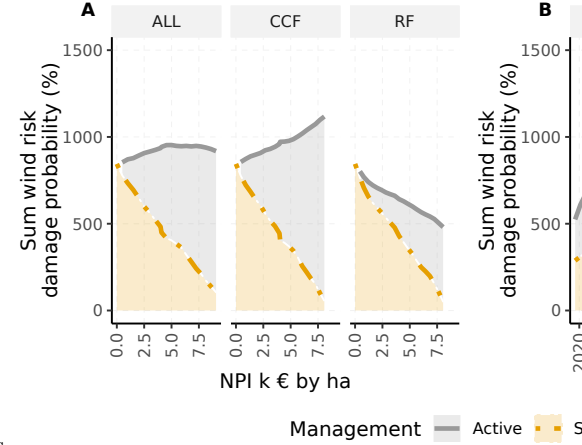 A
B
ALL
CCF
RF
Sum wind risk
damage probability (%)
1500
1000
500
0
0.0
2.5
5.0
7.5
0.0
2.5
5.0
7.5
0.0
2.5
5.0
7.5
NPI k € by ha
Sum wind risk
damage probability (%)
1500
1000
500
0
2020
Management
Active
S